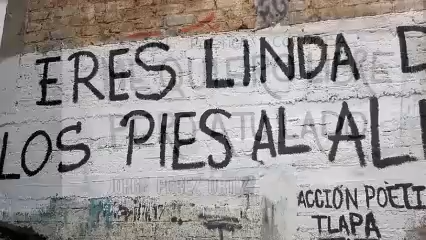 ERES LINDA D
LOS PIES AL AL
ACCIÓN POÉTI
TLAPA